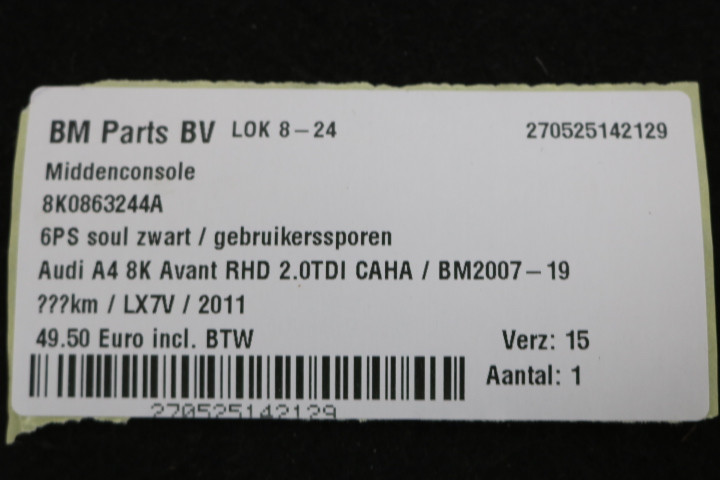 BM Parts BV LOK 8-24 270525142129
Middenconsole
8K0863244A
6PS soul zwart / gebruikerssporen
Audi A4 8K Avant RHD 2.0TDI CAHA / BM2007-19
???km / LX7V / 2011
49.50 Euro incl. BTW Verz: 15
Aantal: 1
270525142129